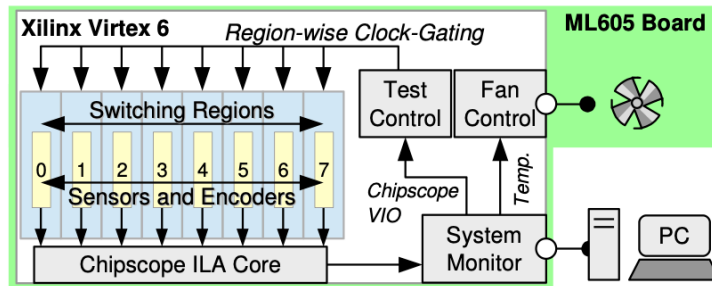 Xilinx Virtex 6
Region-wise Clock-Gating
ML605 Board
Switching Regions
Test
Control
Fan
Control
0 1 2 3 4 5 6 7
Sensors and Encoders
Chipscope
VIO
Temp.
System
Monitor
PC
Chipscope ILA Core